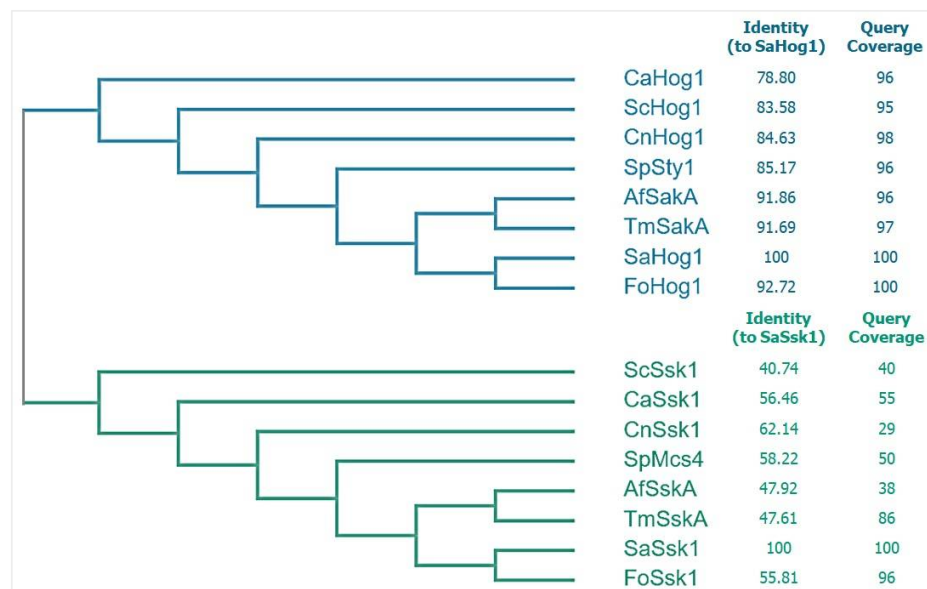 Identity Query
(to SaHog1) Coverage
CaHog1 78.80 96
ScHog1 83.58 95
CnHog1 84.63 98
SpSty1 85.17 96
AfSakA 91.86 96
TmSakA 91.69 97
SaHog1 100 100
FoHog1 92.72 100
Identity Query
(to SaSsk1) Coverage
ScSsk1 40.74 40
CaSsk1 56.46 55
CnSsk1 62.14 29
SpMcs4 58.22 50
AfSskA 47.92 38
TmSskA 47.61 86
SaSsk1 100 100
FoSsk1 55.81 96